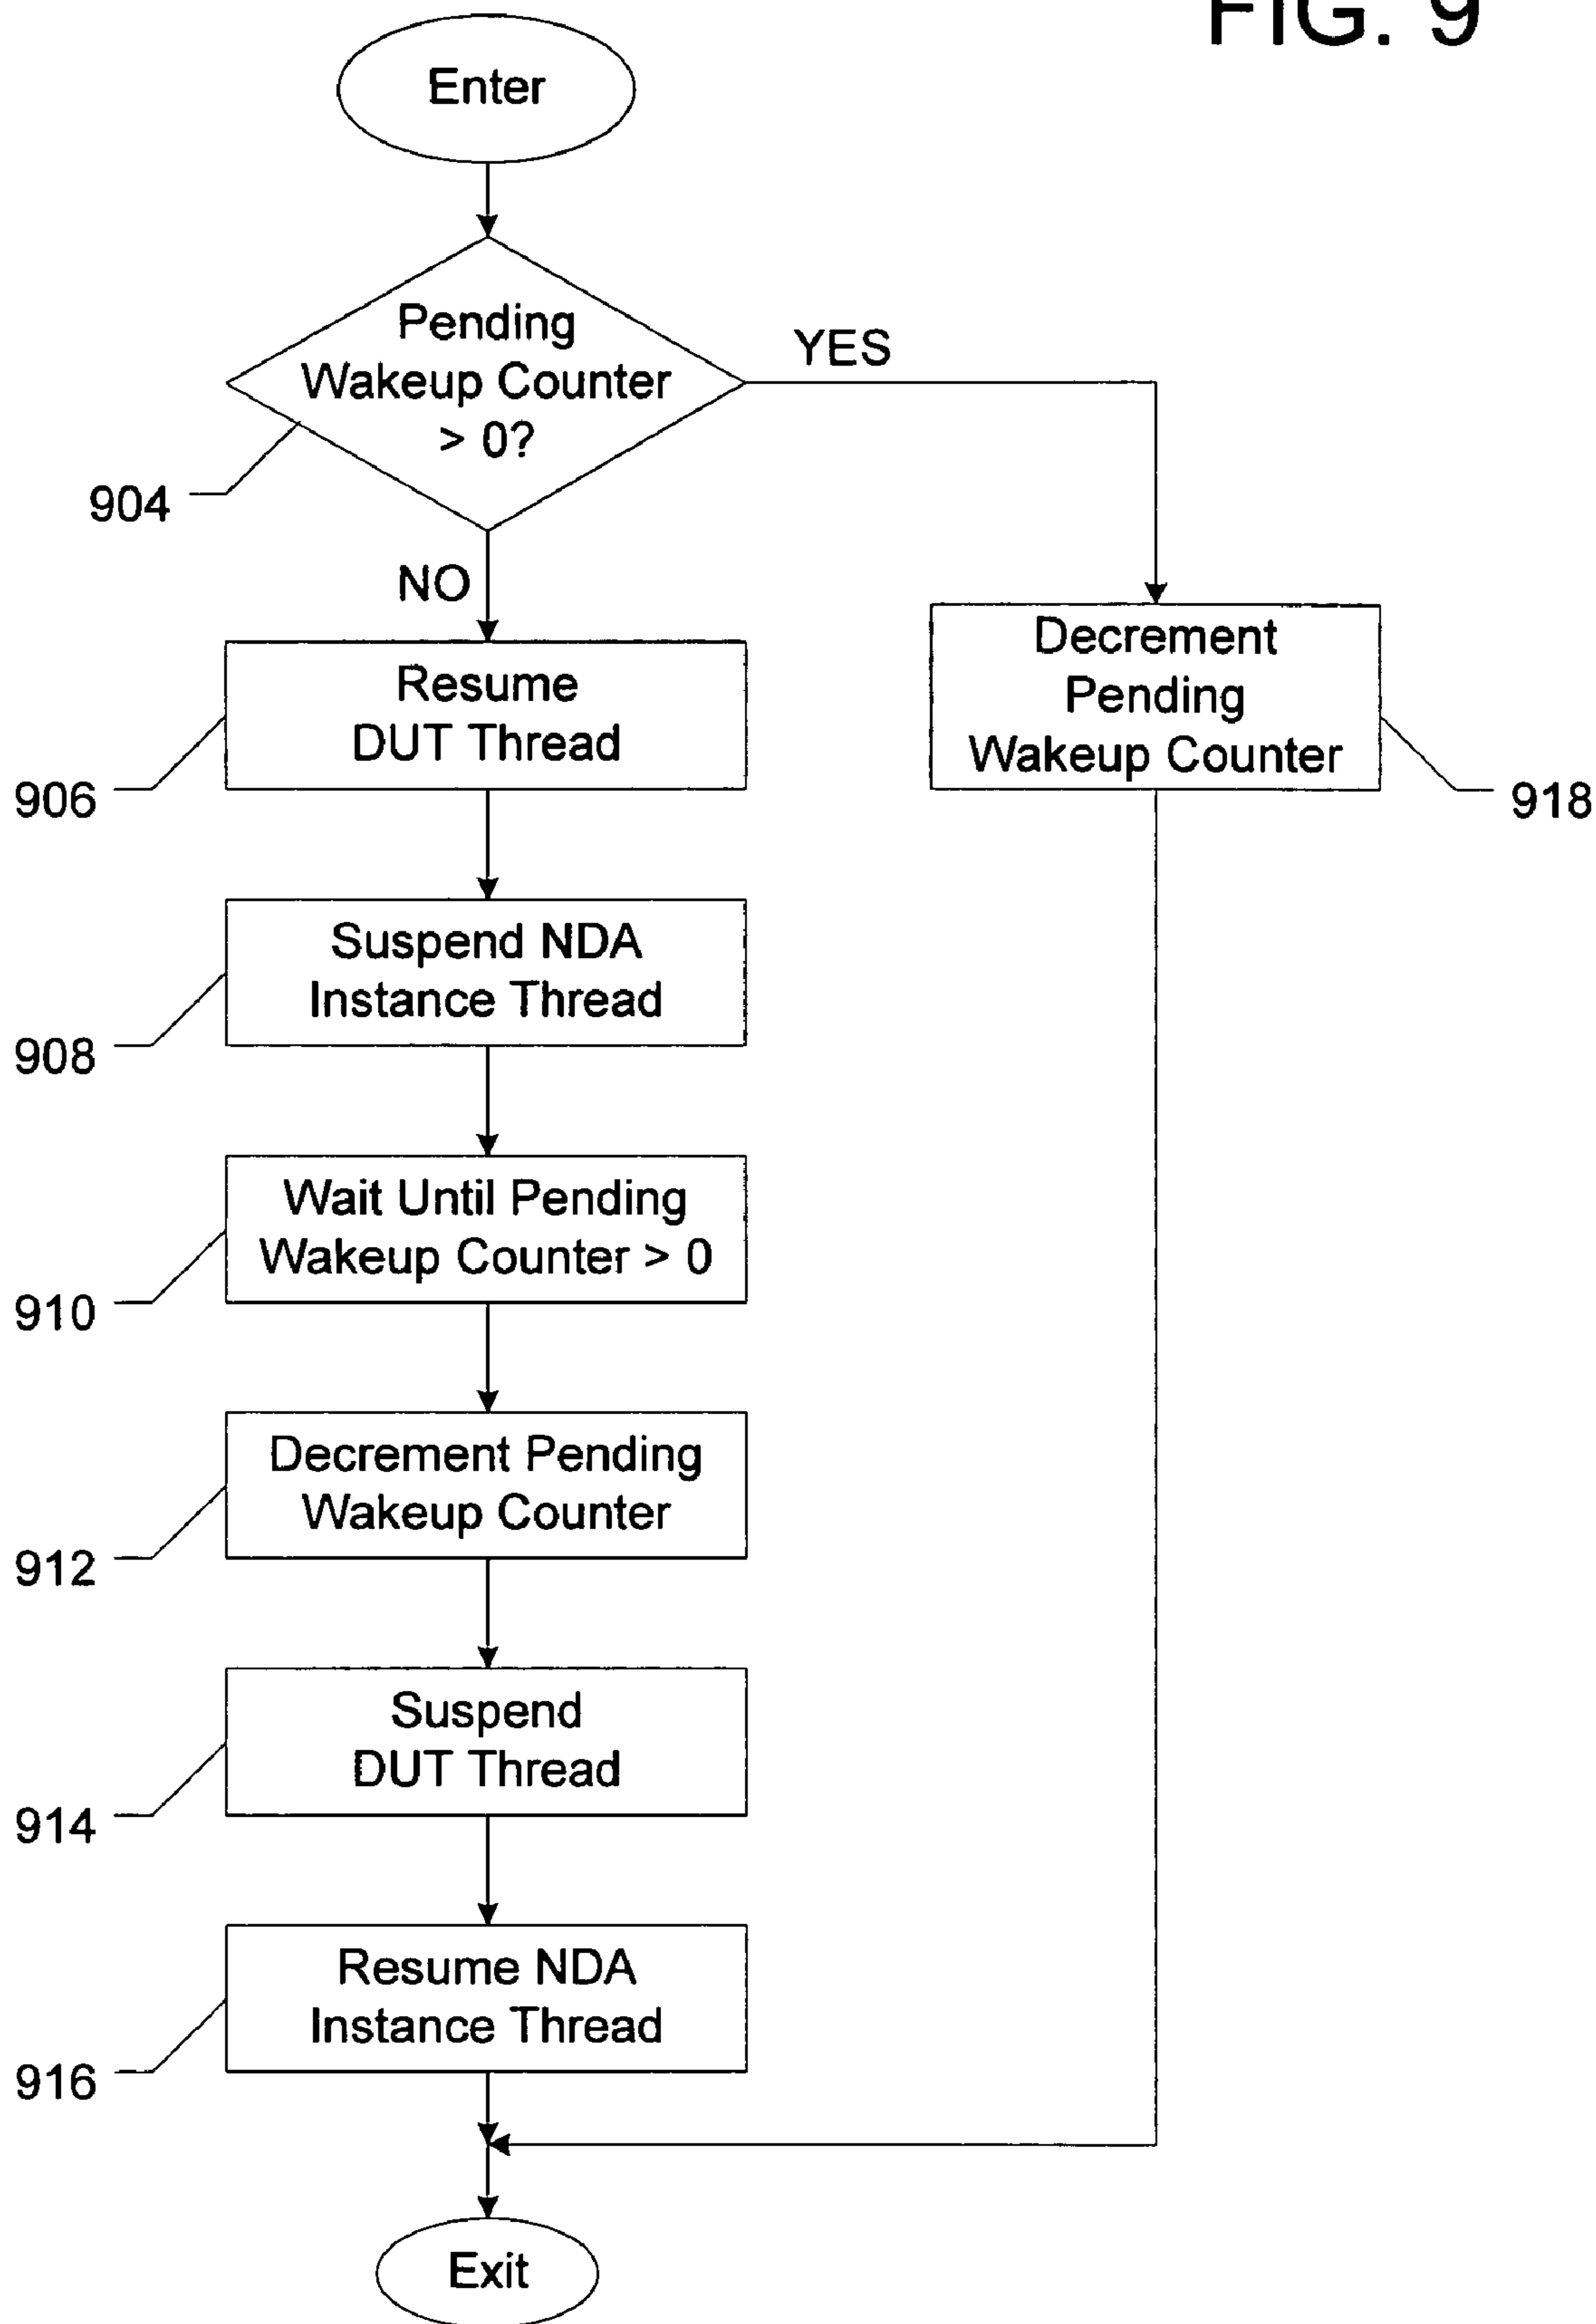 FIG. 9
Enter
Pending
Wakeup Counter
> 0?
YES
904
NO
Resume
DUT Thread
906
Decrement
Pending
Wakeup Counter
918
Suspend NDA
Instance Thread
908
Wait Until Pending
Wakeup Counter > 0
910
Decrement Pending
Wakeup Counter
912
Suspend
DUT Thread
914
Resume NDA
Instance Thread
916
Exit